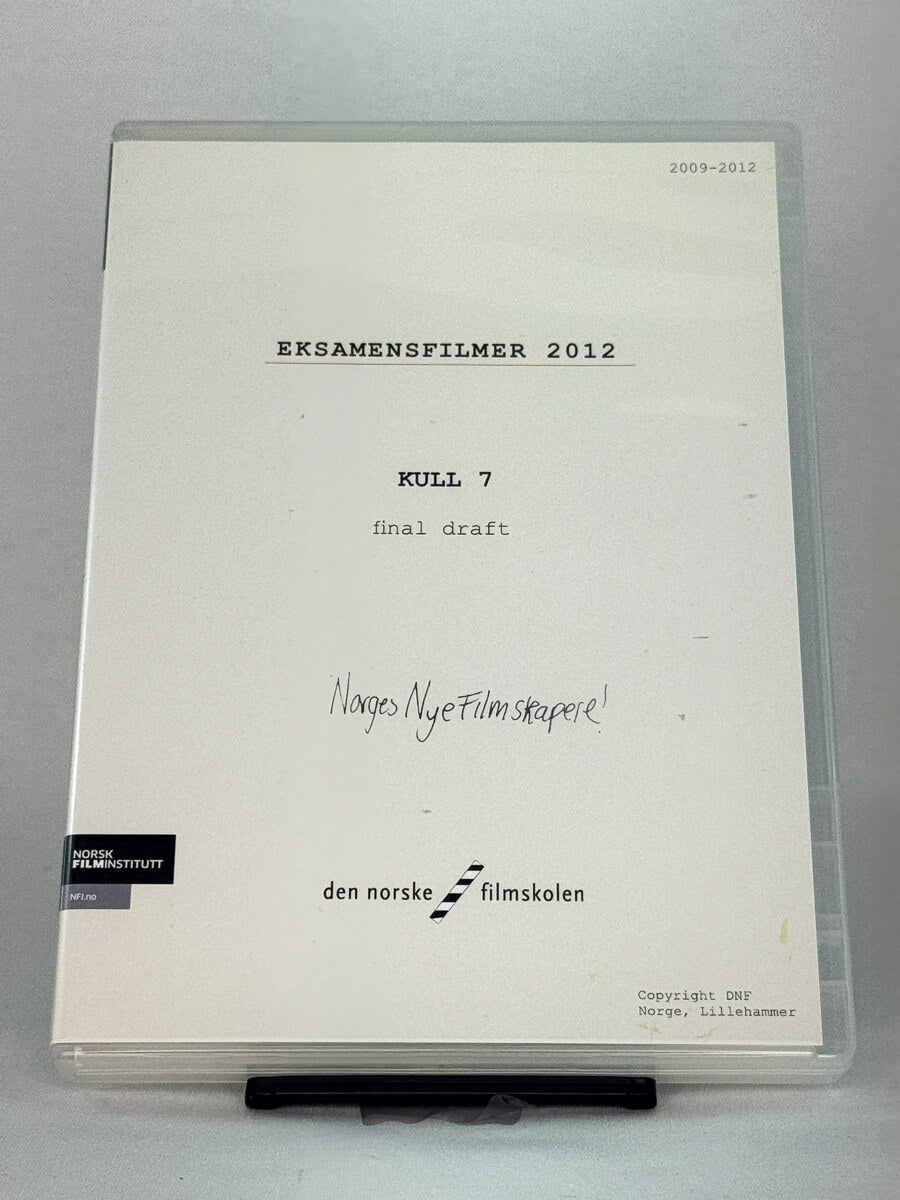 2009-2012
EKSAMENSFILMER 2012
KULL 7
final draft
Norges Nye Filmskapere!
NORSK
FILMINSTITUTT
NFI.no
den norske filmskolen
Copyright DNF
Norge, Lillehammer